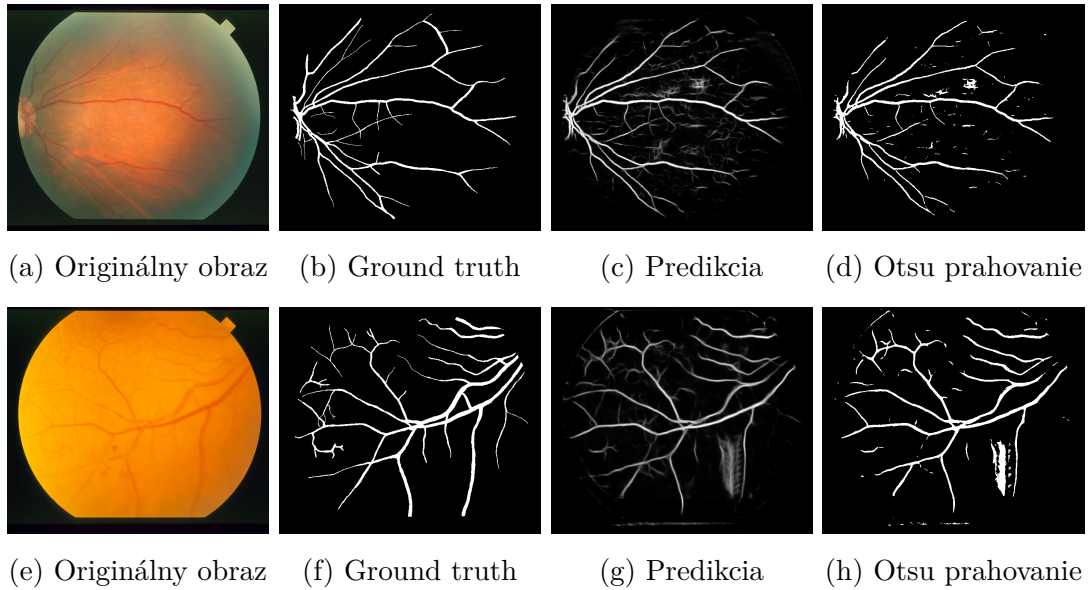 (a) Originálny obraz (b) Ground truth (c) Predikcia (d) Otsu prahovanie
(e) Originálny obraz (f) Ground truth (g) Predikcia (h) Otsu prahovanie